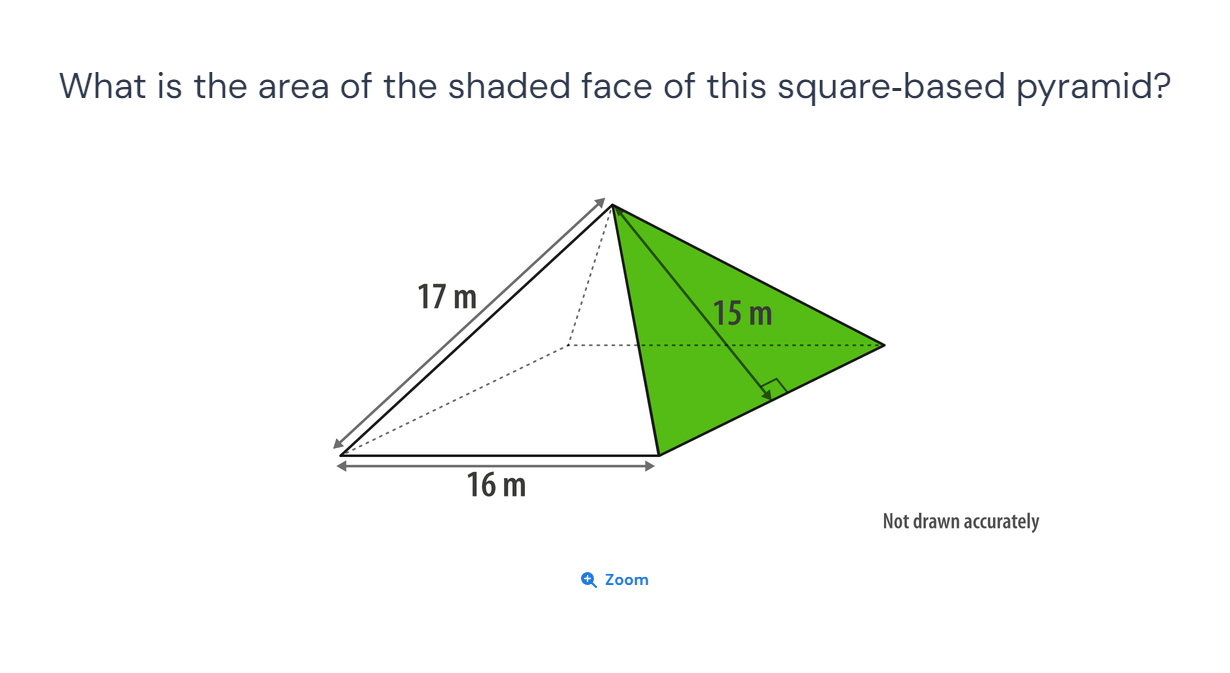 What is the area of the shaded face of this square-based pyramid?
17 m
15 m
16 m
Not drawn accurately
Zoom